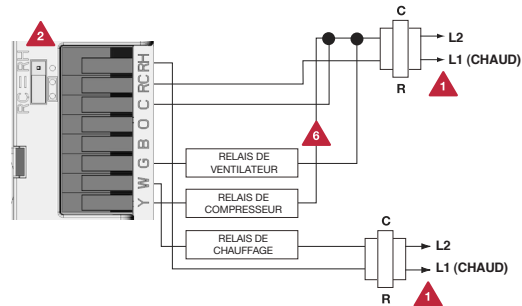 2
RC
RH
RH
RC
C
O
B
G
W
Y
C
L2
L1 (CHAUD)
1
R
6
RELAIS DE
VENTILATEUR
RELAIS DE
COMPRESSEUR
RELAIS DE
CHAUFFAGE
C
L2
L1 (CHAUD)
R
1